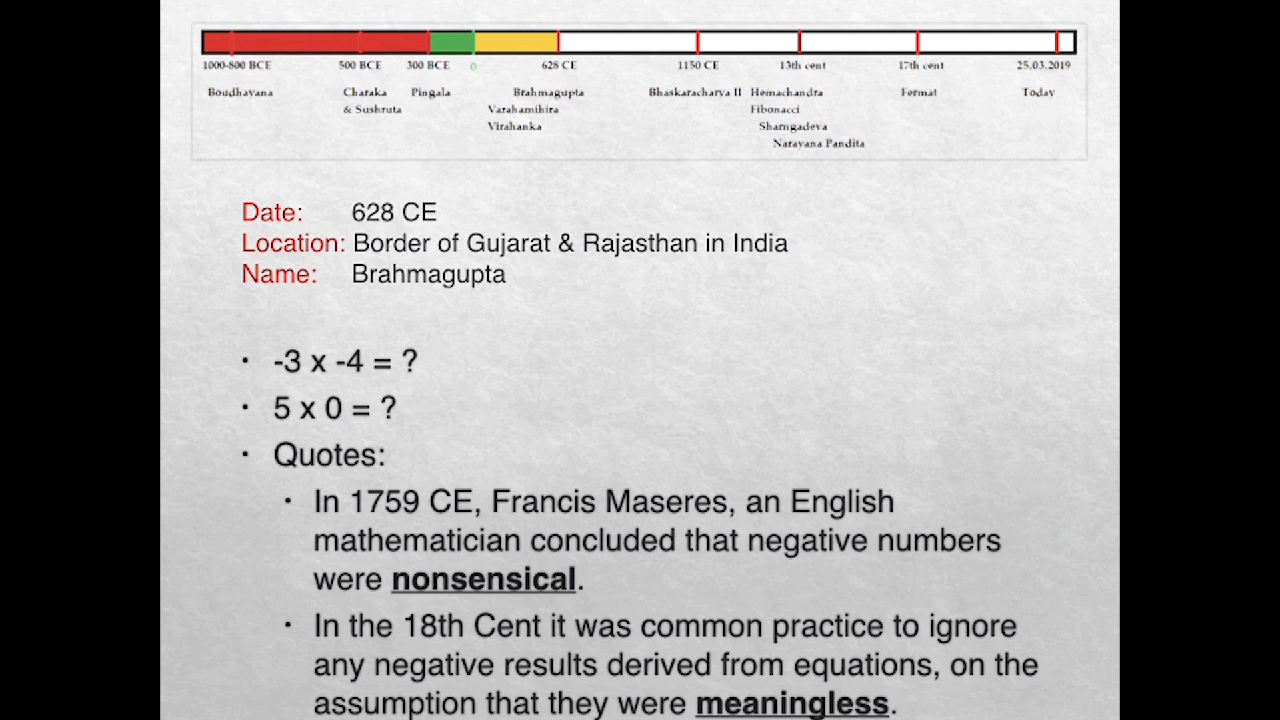 1000-800 BCE 500 BCE 300 BCE 0 628 CE 1150 CE 13th cent 17th cent 25.03.2019
Boudhayana Charaka Pingala Brahmagupta Bhaskaracharya II Hemachandra Fermat Today
& Sushruta Varahamihira Fibonacci
Virahanka Sharngadeva
Narayana Pandita
Date: 628 CE
Location: Border of Gujarat & Rajasthan in India
Name: Brahmagupta
• -3 x -4 = ?
• 5 x 0 = ?
• Quotes:
• In 1759 CE, Francis Maseres, an English
mathematician concluded that negative numbers
were nonsensical.
• In the 18th Cent it was common practice to ignore
any negative results derived from equations, on the
assumption that they were meaningless.